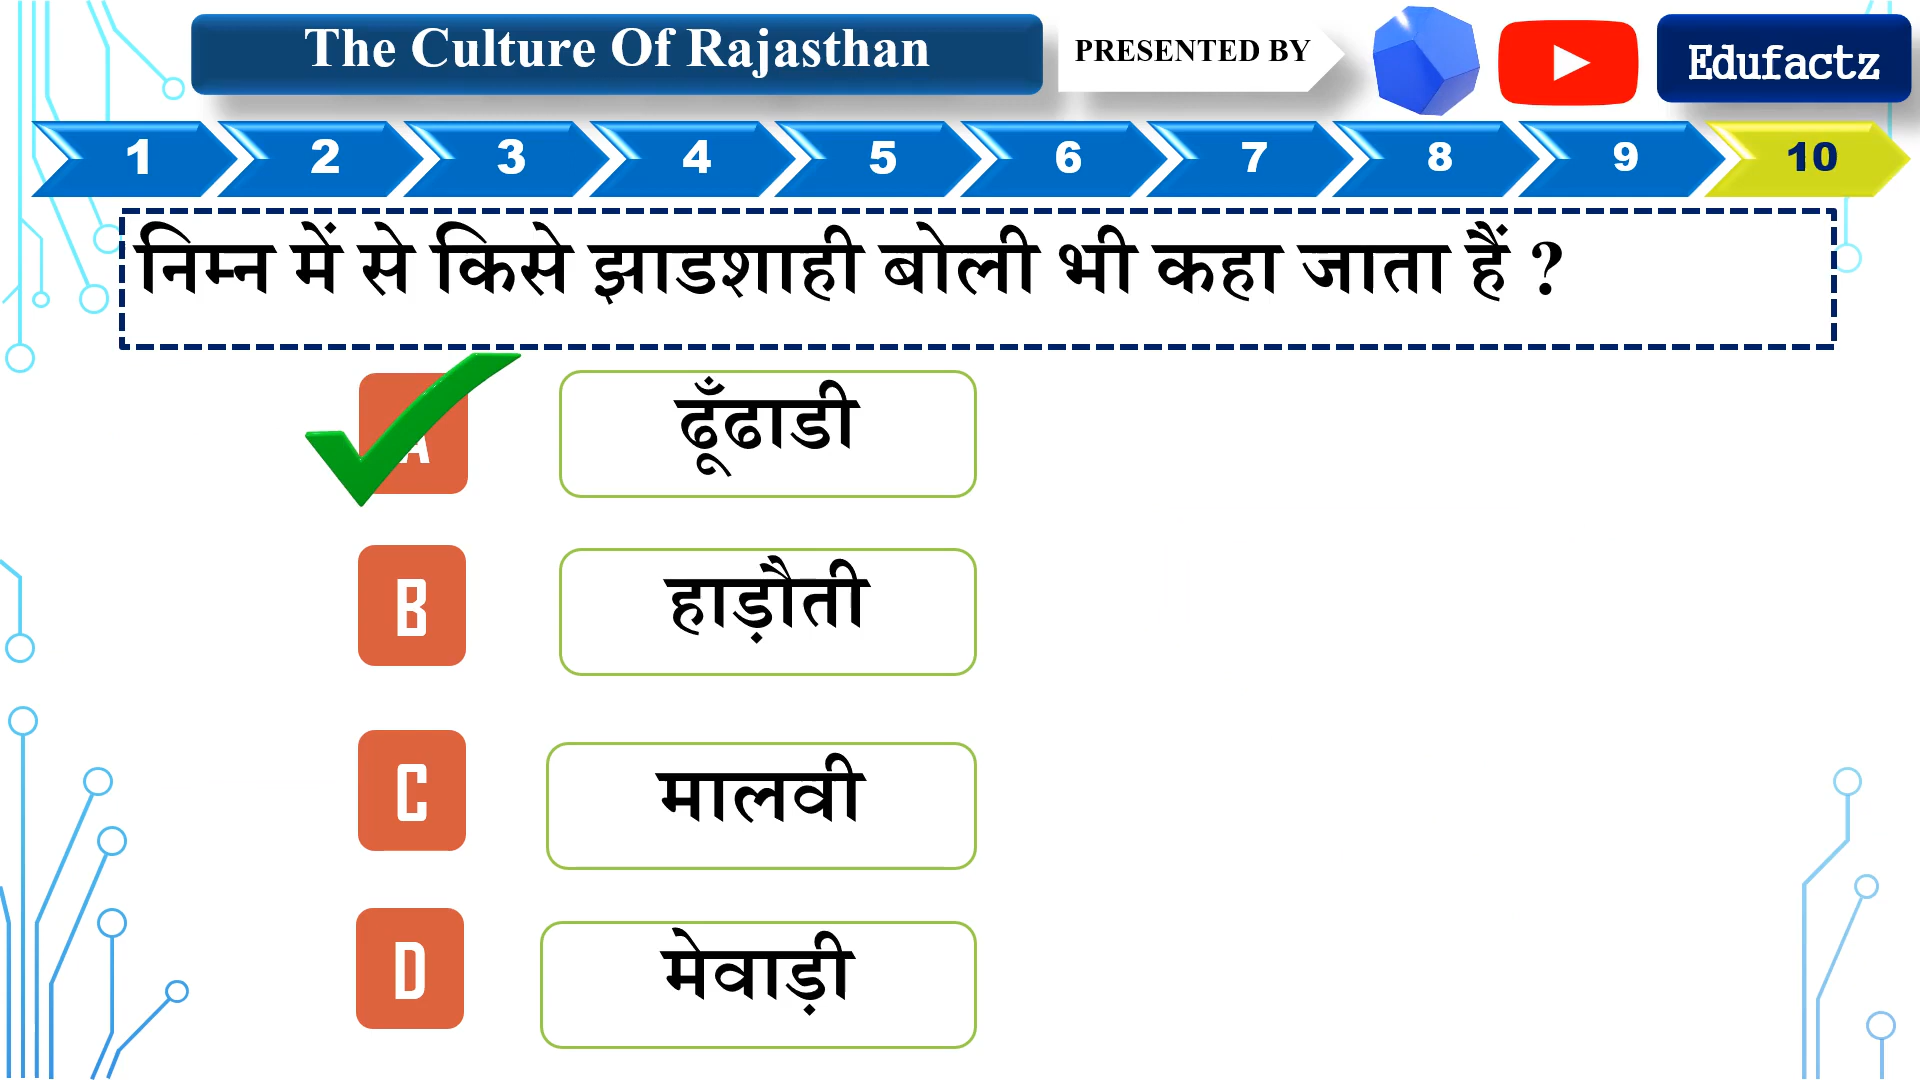 The Culture Of Rajasthan
PRESENTED BY
Edufactz
1 2 3 4 5 6 7 8 9 10
निम्न में से किसे झाडशाही बोली भी कहा जाता हैं ?
A ढूँढाडी
B हाड़ौती
C मालवी
D मेवाड़ी